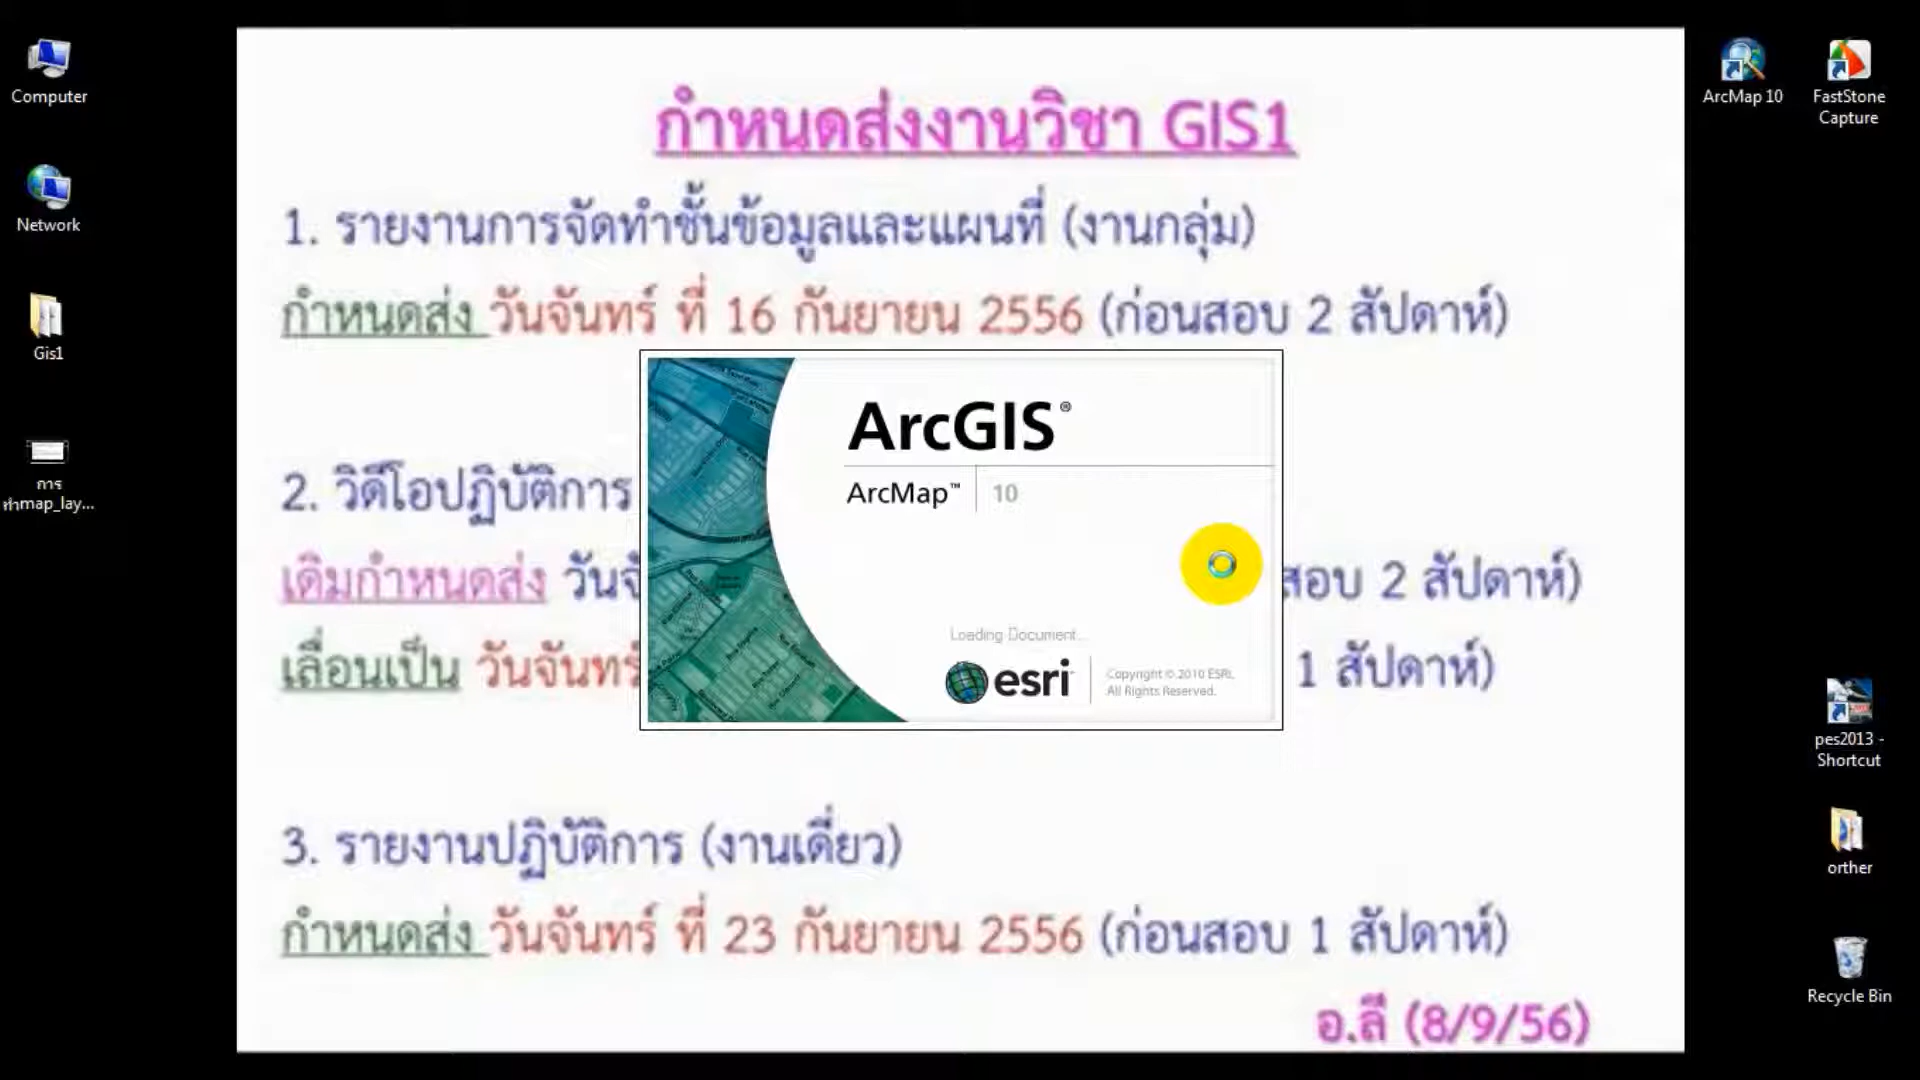 Computer
Network
Gis1
การ
ทำmap_lay...
กำหนดส่งงานวิชา GIS1
1. รายงานการจัดทำชั้นข้อมูลและแผนที่ (งานกลุ่ม)
กำหนดส่ง วันจันทร์ ที่ 16 กันยายน 2556 (ก่อนสอบ 2 สัปดาห์)
2. วิดีโอปฏิบัติการ
เดิมกำหนดส่ง วันจั สอบ 2 สัปดาห์)
เลื่อนเป็น วันจันทร์ 1 สัปดาห์)
3. รายงานปฏิบัติการ (งานเดี่ยว)
กำหนดส่ง วันจันทร์ ที่ 23 กันยายน 2556 (ก่อนสอบ 1 สัปดาห์)
อ.ลี (8/9/56)
ArcGIS®
ArcMap™ 10
Loading Document...
esri
Copyright © 2010 ESRI.
All Rights Reserved.
ArcMap 10
FastStone
Capture
pes2013 -
Shortcut
orther
Recycle Bin